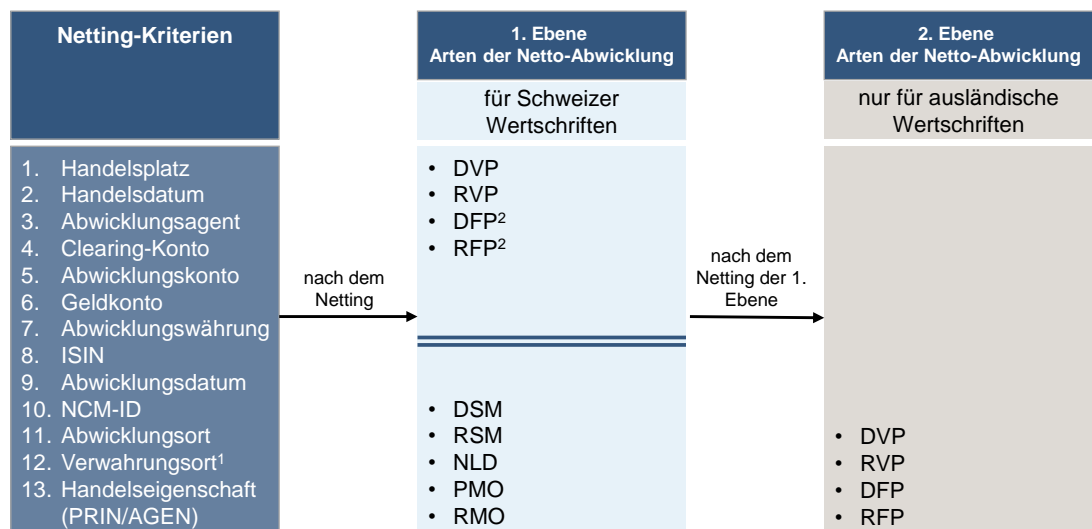 Netting-Kriterien
1. Handelsplatz
2. Handelsdatum
3. Abwicklungsagent
4. Clearing-Konto
5. Abwicklungskonto
6. Geldkonto
7. Abwicklungswährung
8. ISIN
9. Abwicklungsdatum
10. NCM-ID
11. Abwicklungsort
12. Verwahrungsort¹
13. Handelseigenschaft
(PRIN/AGEN)
nach dem
Netting
1. Ebene
Arten der Netto-Abwicklung
für Schweizer
Wertschriften
• DVP
• RVP
• DFP²
• RFP²
• DSM
• RSM
• NLD
• PMO
• RMO
nach dem
Netting der 1.
Ebene
2. Ebene
Arten der Netto-Abwicklung
nur für ausländische
Wertschriften
• DVP
• RVP
• DFP
• RFP